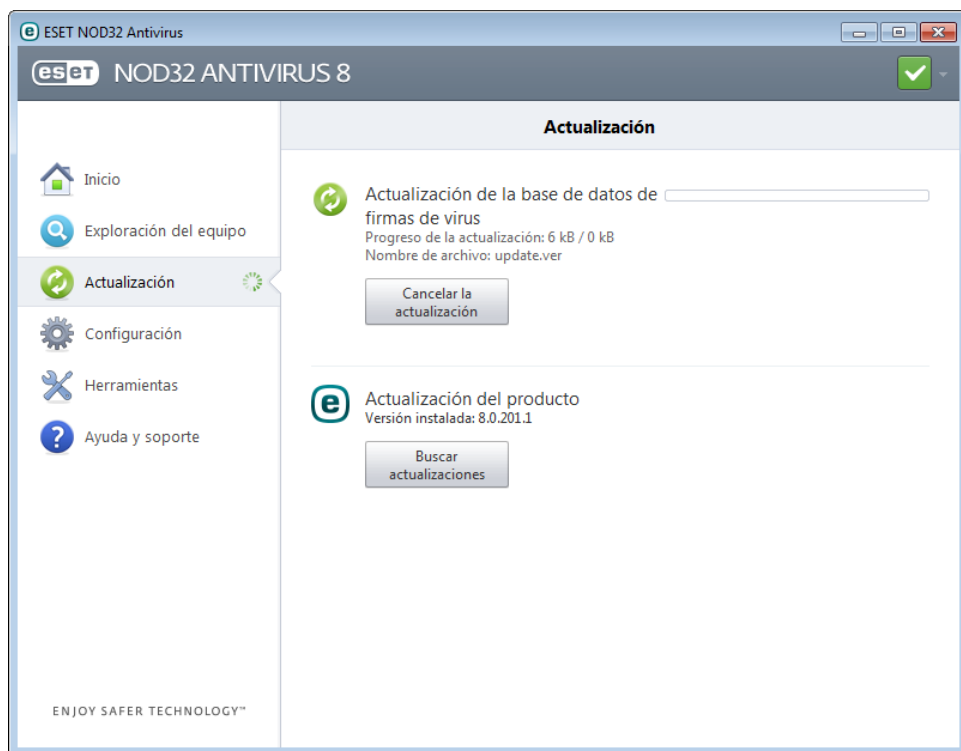 ESET NOD32 Antivirus
eset NOD32 ANTIVIRUS 8
Actualización
Inicio
Exploración del equipo
Actualización
Configuración
Herramientas
Ayuda y soporte
ENJOY SAFER TECHNOLOGY™
Actualización de la base de datos de
firmas de virus
Progreso de la actualización: 6 kB / 0 kB
Nombre de archivo: update.ver
Cancelar la
actualización
e
Actualización del producto
Versión instalada: 8.0.201.1
Buscar
actualizaciones